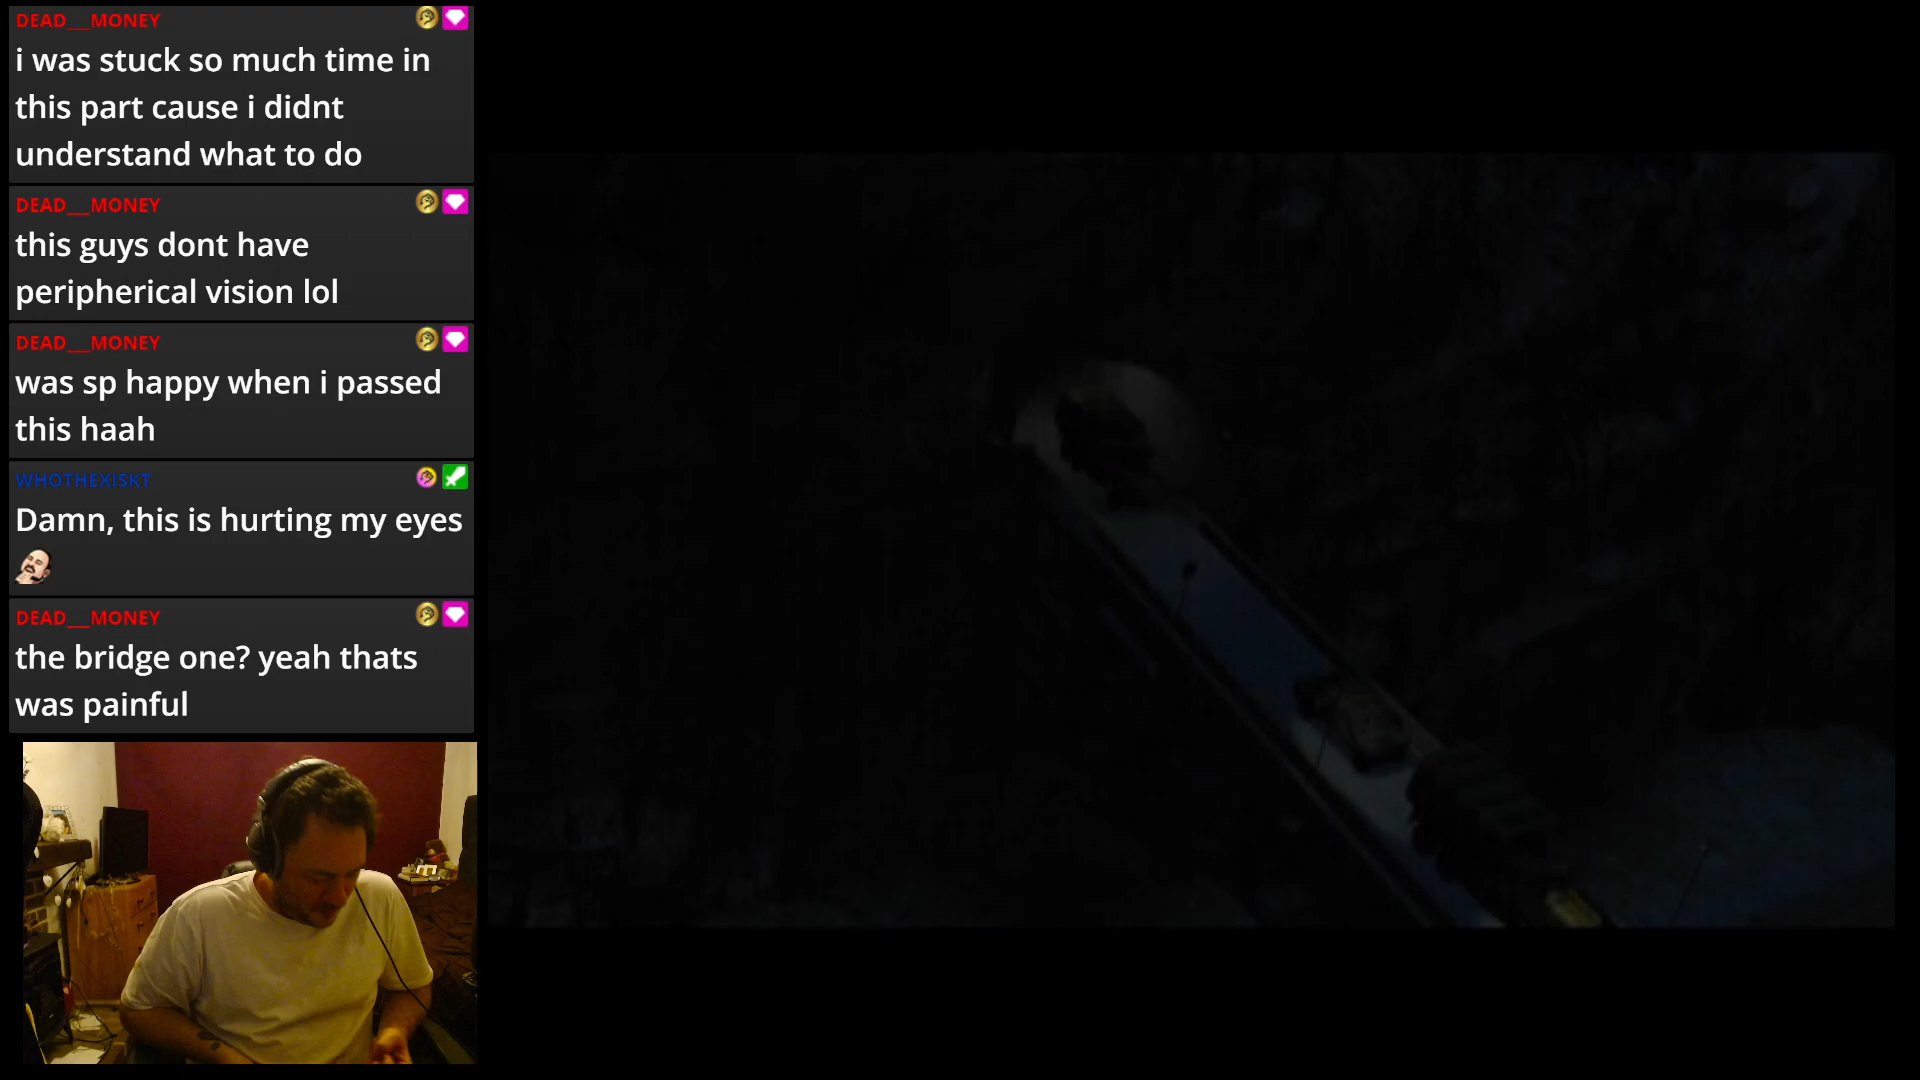 DEAD__MONEY
i was stuck so much time in
this part cause i didnt
understand what to do
DEAD__MONEY
this guys dont have
peripherical vision lol
DEAD__MONEY
was sp happy when i passed
this haah
WHOTHEXISKT
Damn, this is hurting my eyes
DEAD__MONEY
the bridge one? yeah thats
was painful